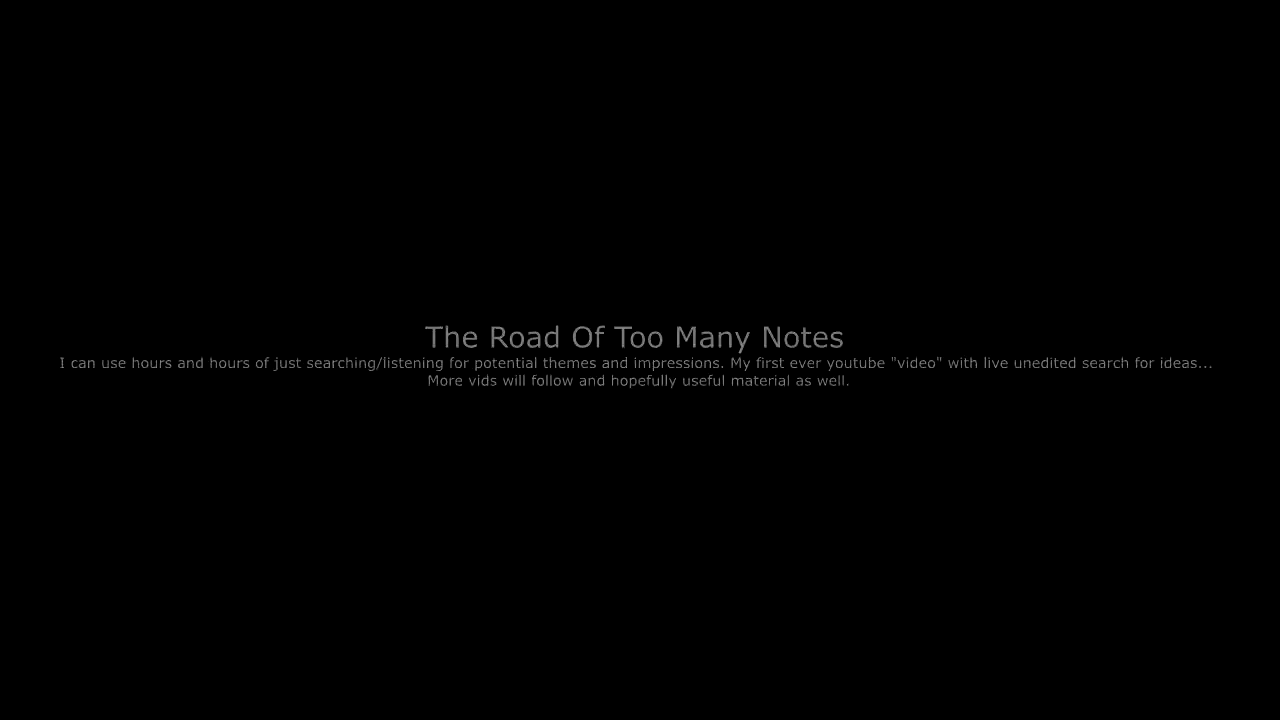 The Road Of Too Many Notes
I can use hours and hours of just searching/listening for potential themes and impressions. My first ever youtube "video" with live unedited search for ideas...
More vids will follow and hopefully useful material as well.